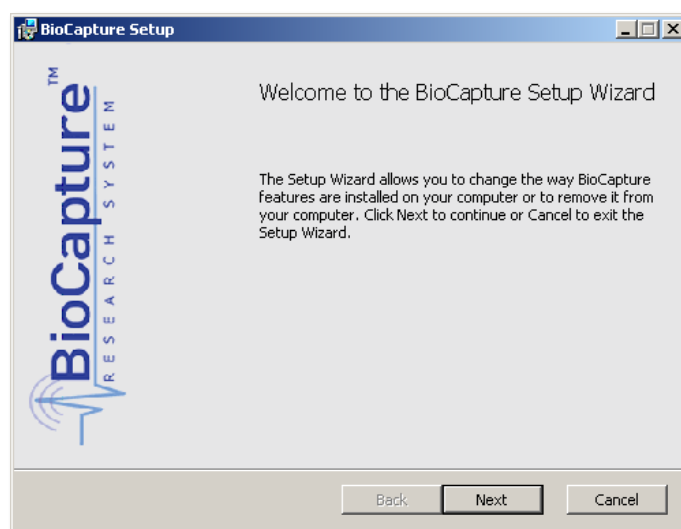 BioCapture Setup
BioCapture™
RESEARCH SYSTEM
Welcome to the BioCapture Setup Wizard
The Setup Wizard allows you to change the way BioCapture
features are installed on your computer or to remove it from
your computer. Click Next to continue or Cancel to exit the
Setup Wizard.
Back
Next
Cancel